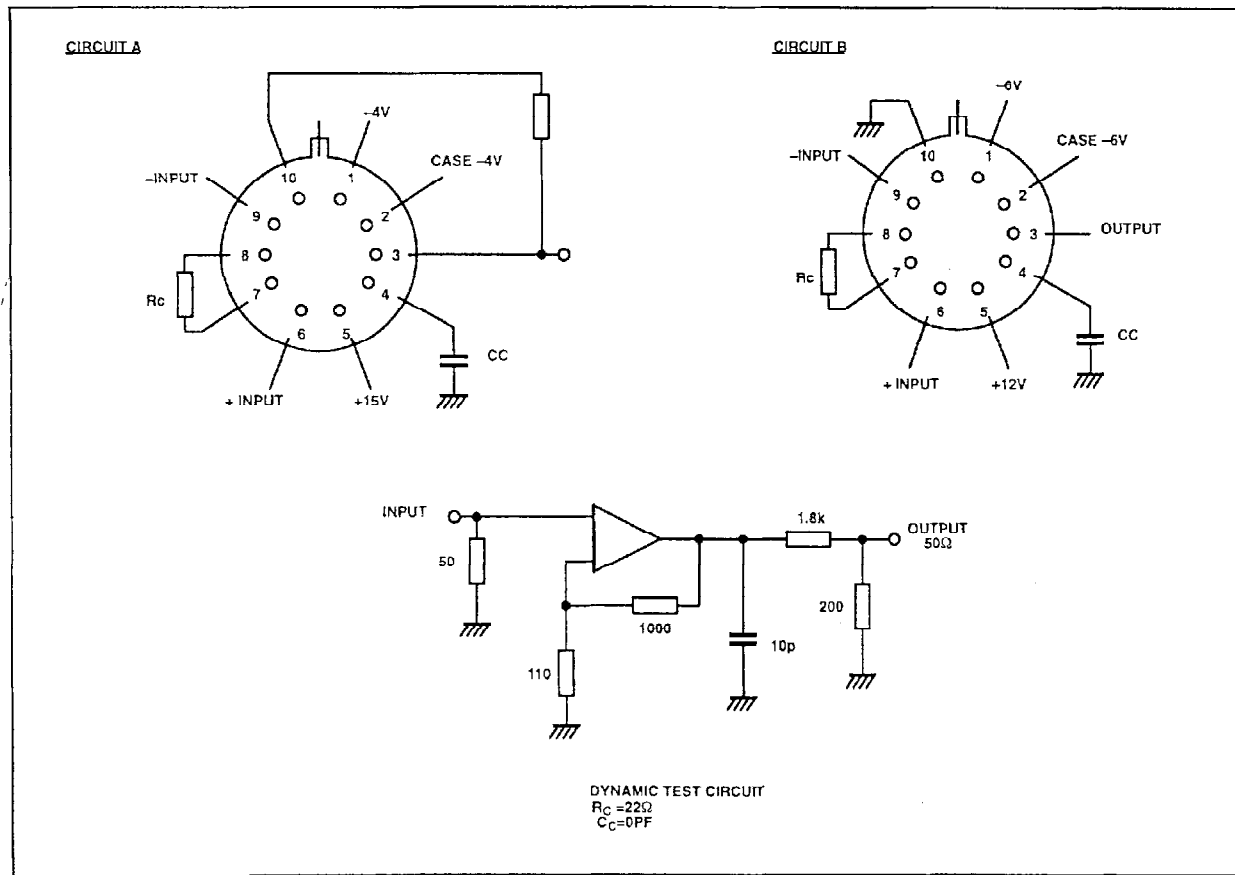 CIRCUIT A
-4V
CASE -4V
-INPUT
10
1
2
9
8
3
7
4
6
5
Rc
CC
+ INPUT
+15V
CIRCUIT B
-6V
CASE -6V
-INPUT
10
1
2
9
8
3
OUTPUT
7
4
6
5
Rc
CC
+ INPUT
+12V
INPUT
50
110
1000
10p
1.8k
200
OUTPUT
50Ω
DYNAMIC TEST CIRCUIT
RC =22Ω
CC=0PF